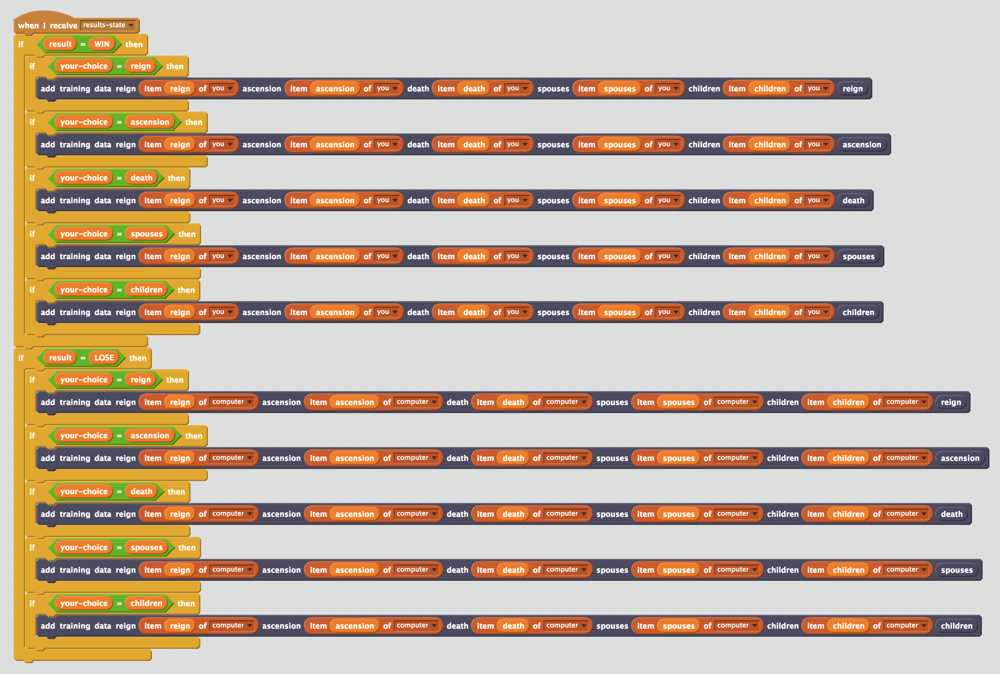 when I receive results-state
if result = WIN then
if your-choice = reign then
add training data reign item reign of you ascension item ascension of you death item death of you spouses item spouses of you children item children of you reign
if your-choice = ascension then
add training data reign item reign of you ascension item ascension of you death item death of you spouses item spouses of you children item children of you ascension
if your-choice = death then
add training data reign item reign of you ascension item ascension of you death item death of you spouses item spouses of you children item children of you death
if your-choice = spouses then
add training data reign item reign of you ascension item ascension of you death item death of you spouses item spouses of you children item children of you spouses
if your-choice = children then
add training data reign item reign of you ascension item ascension of you death item death of you spouses item spouses of you children item children of you children
if result = LOSE then
if your-choice = reign then
add training data reign item reign of computer ascension item ascension of computer death item death of computer spouses item spouses of computer children item children of computer reign
if your-choice = ascension then
add training data reign item reign of computer ascension item ascension of computer death item death of computer spouses item spouses of computer children item children of computer ascension
if your-choice = death then
add training data reign item reign of computer ascension item ascension of computer death item death of computer spouses item spouses of computer children item children of computer death
if your-choice = spouses then
add training data reign item reign of computer ascension item ascension of computer death item death of computer spouses item spouses of computer children item children of computer spouses
if your-choice = children then
add training data reign item reign of computer ascension item ascension of computer death item death of computer spouses item spouses of computer children item children of computer children